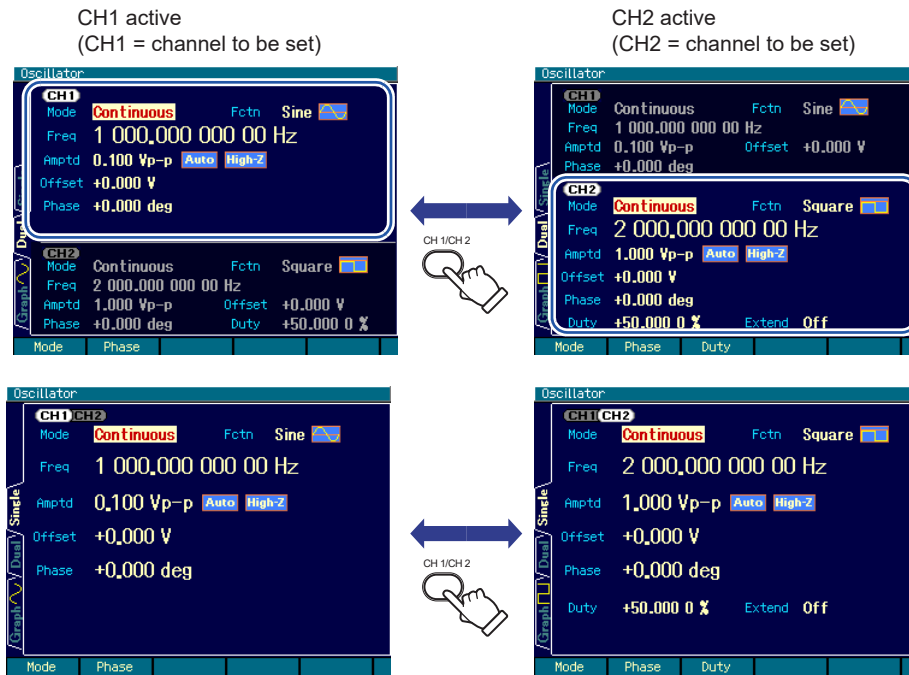 CH1 active
(CH1 = channel to be set)
CH2 active
(CH2 = channel to be set)
Oscillator
CH1
Mode Continuous Fctn Sine
Freq 1 000.000 000 00 Hz
Amptd 0.100 Vp-p Auto High-Z
Offset +0.000 V
Phase +0.000 deg
CH2
Mode Continuous Fctn Square
Freq 2 000.000 000 00 Hz
Amptd 1.000 Vp-p Offset +0.000 V
Phase +0.000 deg Duty +50.000 0 %
Single
Dual
Graph
Mode Phase
CH 1/CH 2
Oscillator
CH1
Mode Continuous Fctn Sine
Freq 1 000.000 000 00 Hz
Amptd 0.100 Vp-p Offset +0.000 V
Phase +0.000 deg
CH2
Mode Continuous Fctn Square
Freq 2 000.000 000 00 Hz
Amptd 1.000 Vp-p Auto High-Z
Offset +0.000 V
Phase +0.000 deg
Duty +50.000 0 % Extend Off
Single
Dual
Graph
Mode Phase Duty
Oscillator
CH1 CH2
Mode Continuous Fctn Sine
Freq 1 000.000 000 00 Hz
Amptd 0.100 Vp-p Auto High-Z
Offset +0.000 V
Phase +0.000 deg
Single
Dual
Graph
Mode Phase
CH 1/CH 2
Oscillator
CH1 CH2
Mode Continuous Fctn Square
Freq 2 000.000 000 00 Hz
Amptd 1.000 Vp-p Auto High-Z
Offset +0.000 V
Phase +0.000 deg
Duty +50.000 0 % Extend Off
Single
Dual
Graph
Mode Phase Duty